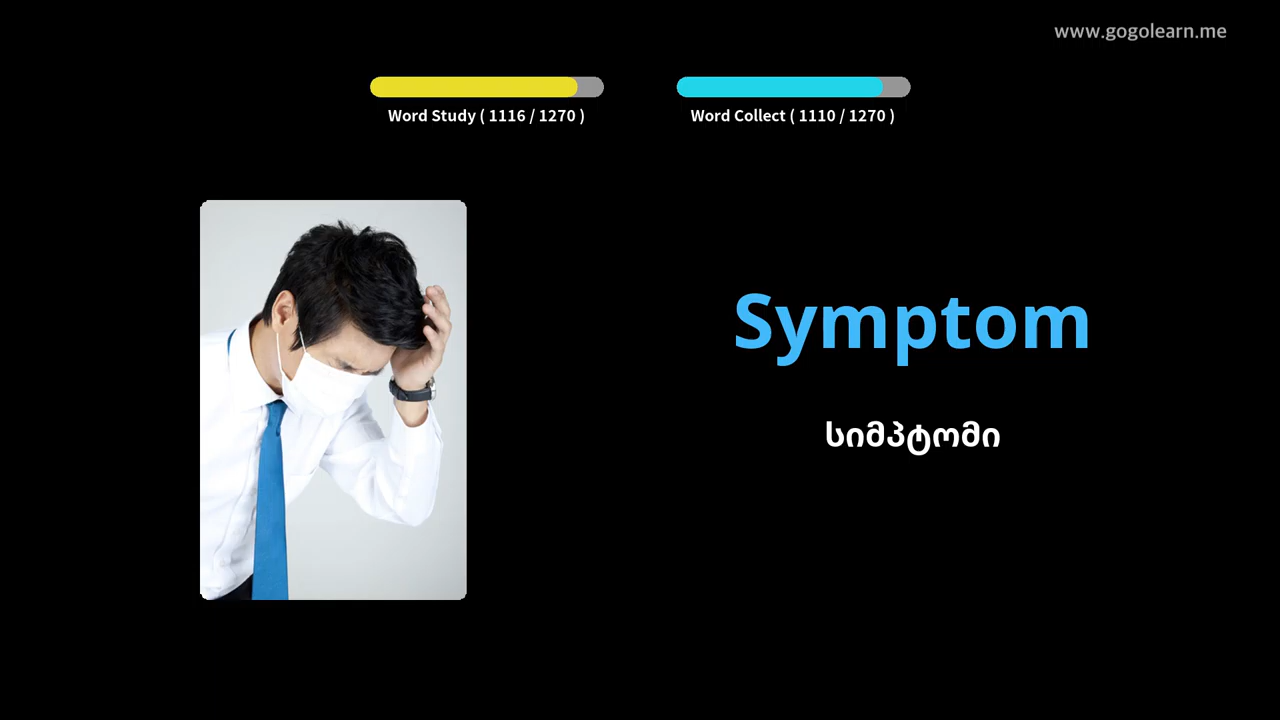 www.gogolearn.me
Word Study ( 1116 / 1270 )
Word Collect ( 1110 / 1270 )
Symptom
სიმპტომი